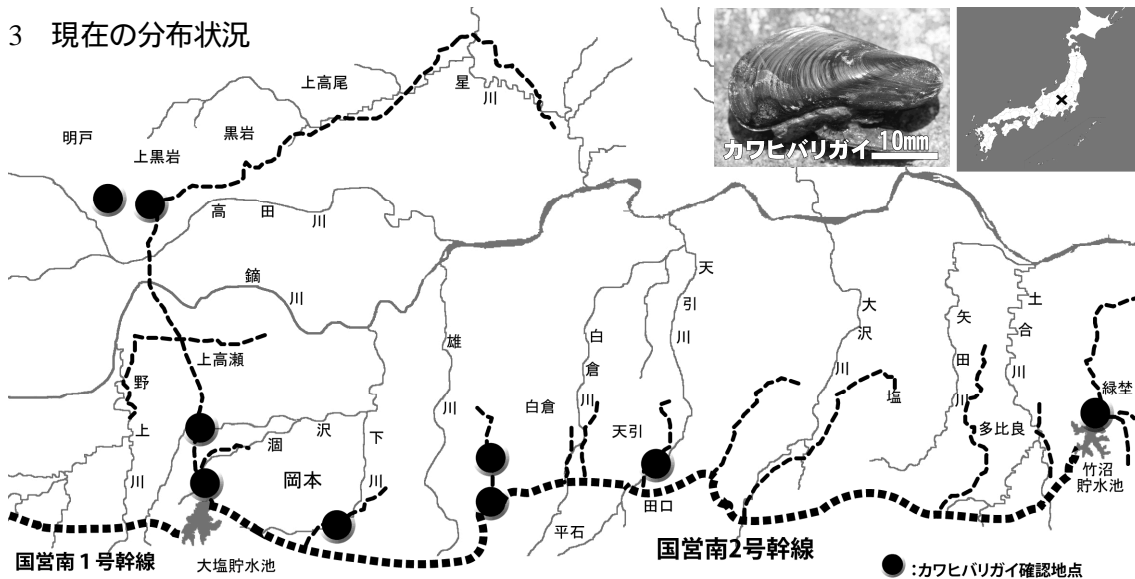 3 現在の分布状況
カワヒバリガイ
10mm
上高尾
星川
明戸
黒岩
上黒岩
高田川
鏑川
天引川
大沢川
土合川
矢田川
白倉川
雄川
上高瀬
野上川
緑埜
塩
白倉
沢
下川
天引
多比良
涸
岡本
竹沼
貯水池
田口
平石
国営南1号幹線
大塩貯水池
国営南2号幹線
:カワヒバリガイ確認地点